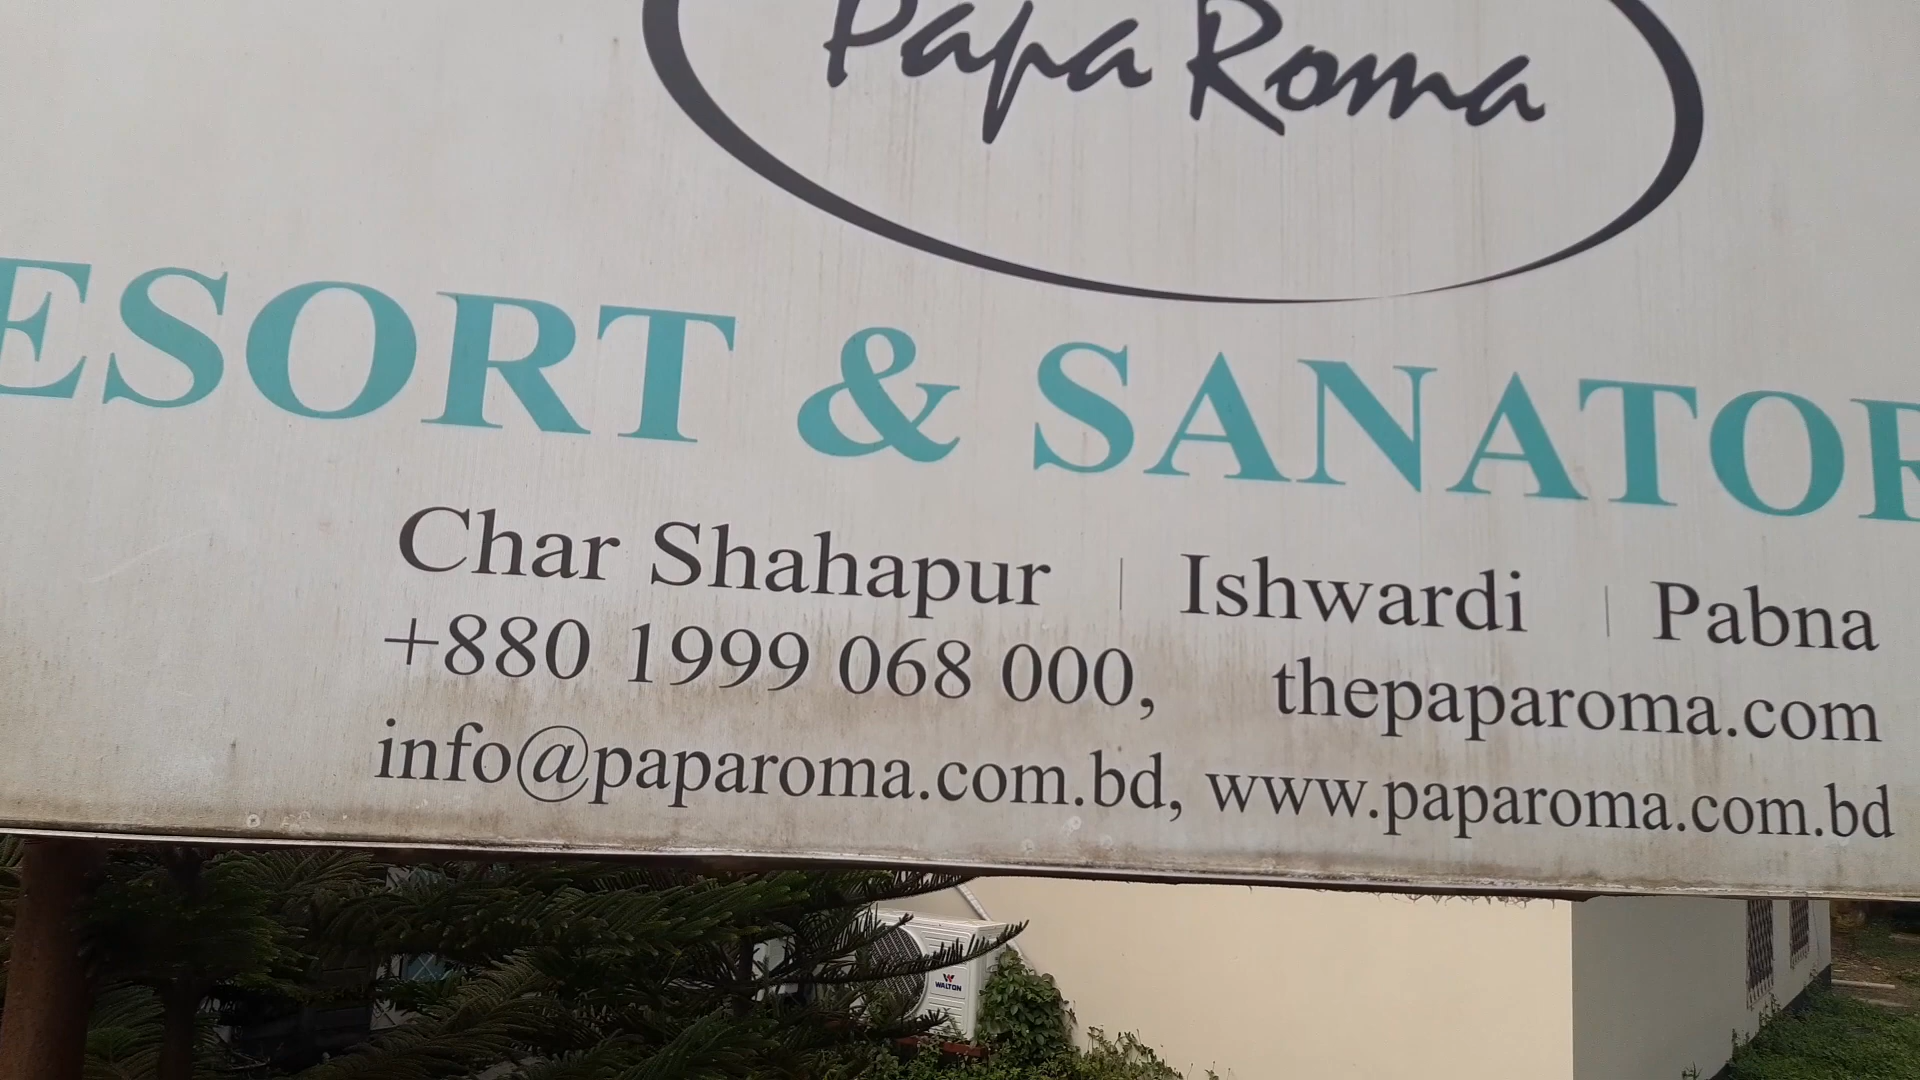 Papa Roma
ESORT & SANATOR
Char Shahapur | Ishwardi | Pabna
+880 1999 068 000, thepaparoma.com
info@paparoma.com.bd, www.paparoma.com.bd
WALTON